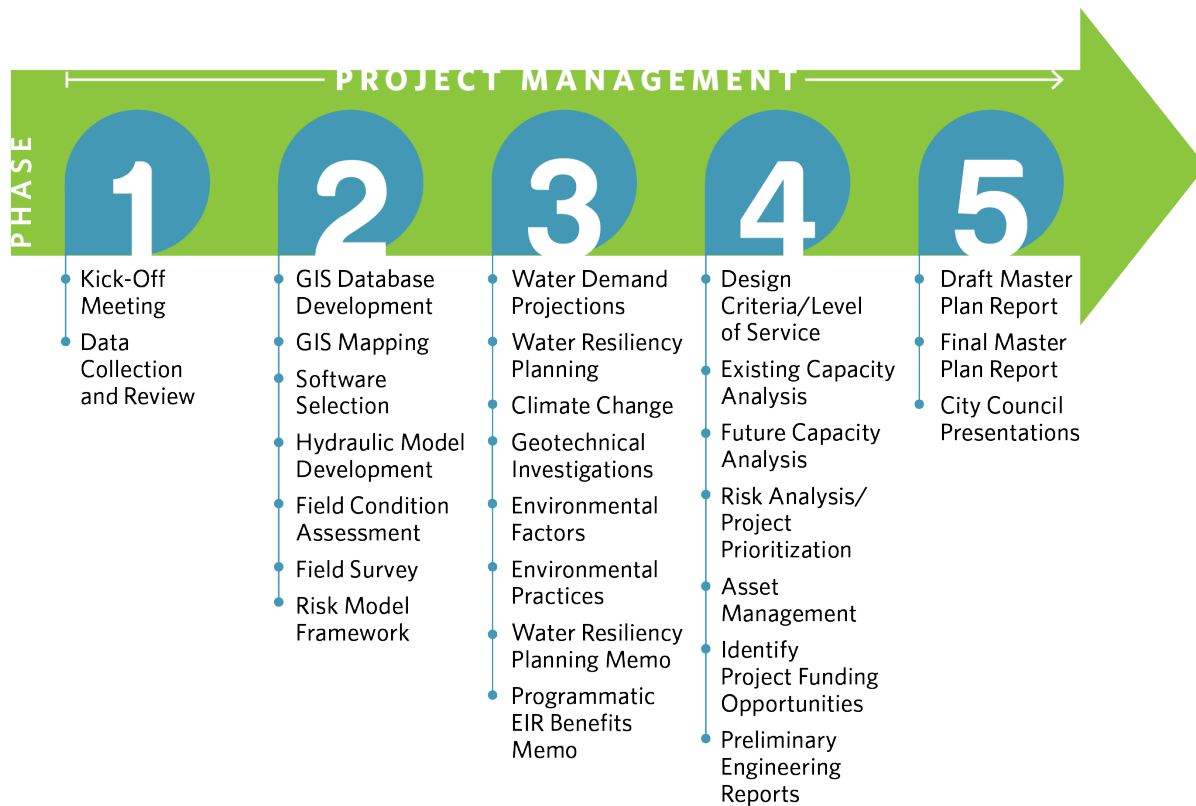 PROJECT MANAGEMENT
PHASE
1
Kick-Off
Meeting
Data
Collection
and Review
2
GIS Database
Development
GIS Mapping
Software
Selection
Hydraulic Model
Development
Field Condition
Assessment
Field Survey
Risk Model
Framework
3
Water Demand
Projections
Water Resiliency
Planning
Climate Change
Geotechnical
Investigations
Environmental
Factors
Environmental
Practices
Water Resiliency
Planning Memo
Programmatic
EIR Benefits
Memo
4
Design
Criteria/Level
of Service
Existing Capacity
Analysis
Future Capacity
Analysis
Risk Analysis/
Project
Prioritization
Asset
Management
Identify
Project Funding
Opportunities
Preliminary
Engineering
Reports
5
Draft Master
Plan Report
Final Master
Plan Report
City Council
Presentations